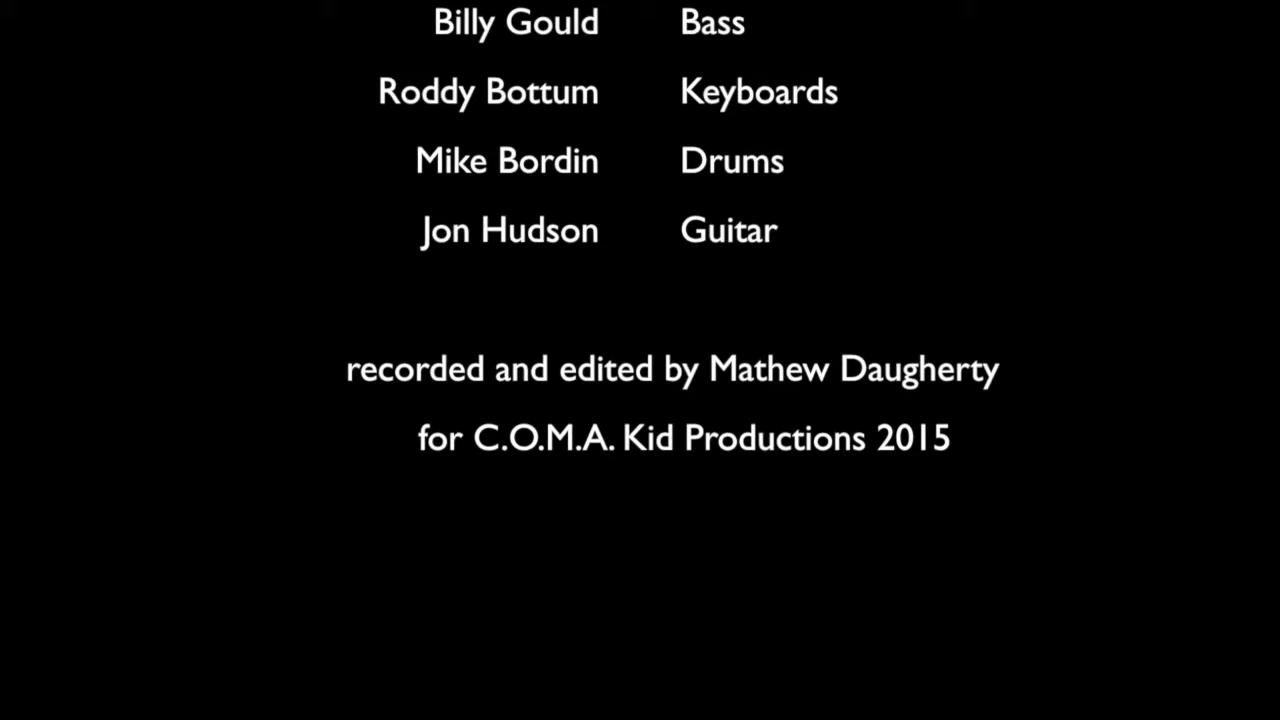 Billy Gould Bass
Roddy Bottum Keyboards
Mike Bordin Drums
Jon Hudson Guitar
recorded and edited by Mathew Daugherty
for C.O.M.A. Kid Productions 2015